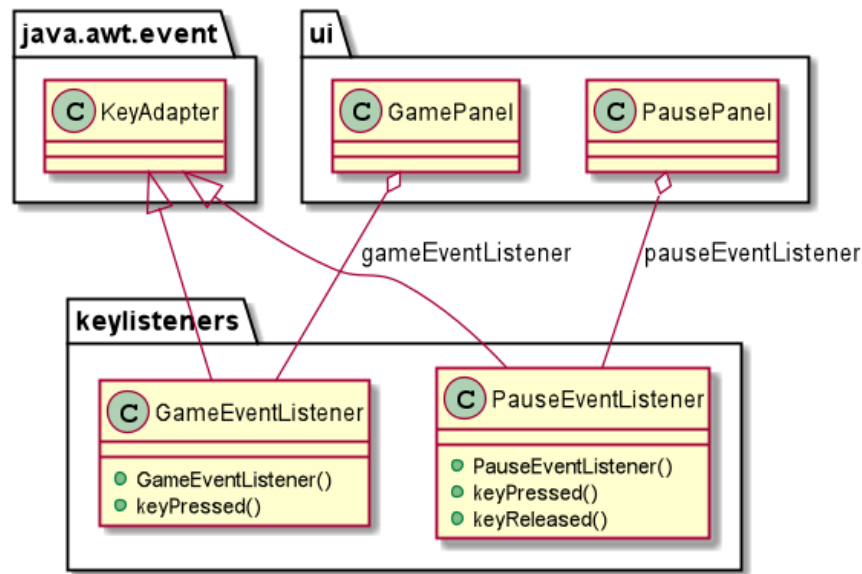 java.awt.event
ui
C KeyAdapter
C GamePanel
C PausePanel
gameEventListener
pauseEventListener
keylisteners
C GameEventListener
GameEventListener()
keyPressed()
C PauseEventListener
PauseEventListener()
keyPressed()
keyReleased()